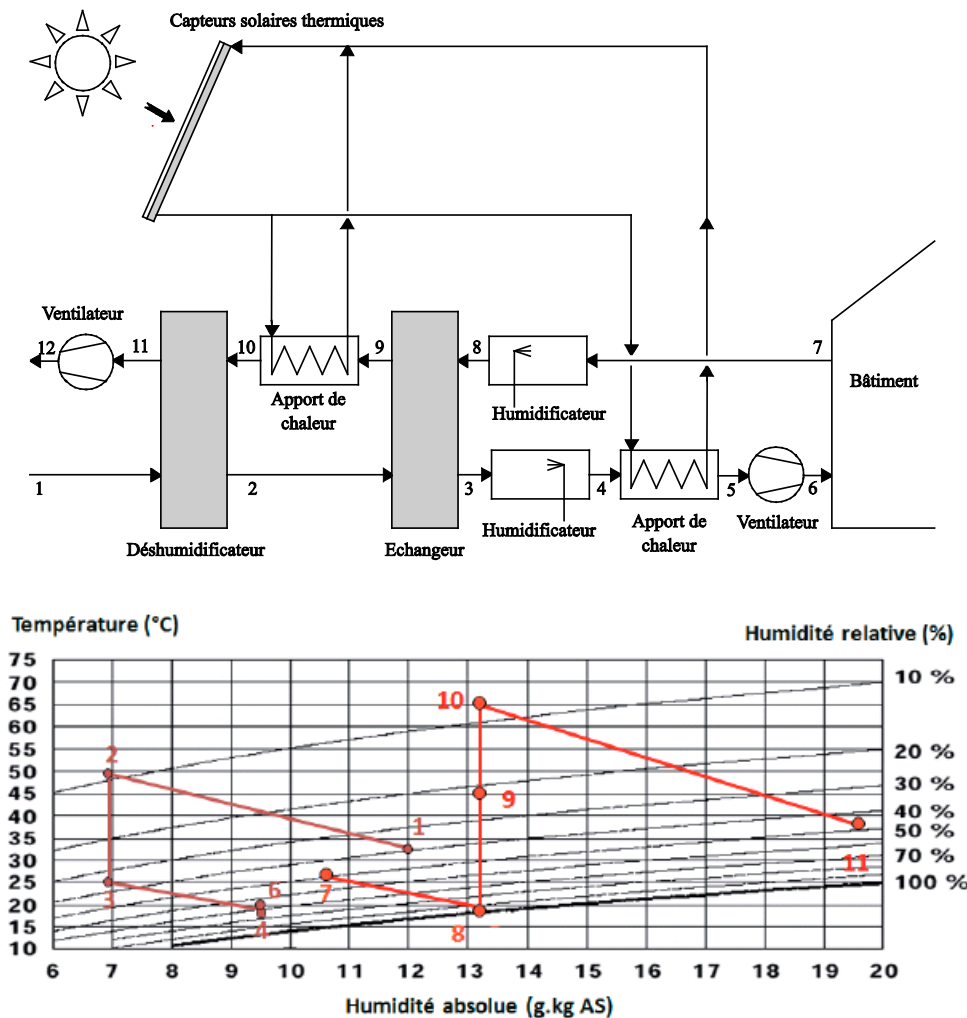 Capteurs solaires thermiques
Ventilateur
12
11
10
9
8
7
Bâtiment
Apport de
chaleur
Humidificateur
1
2
3
4
5
6
Déshumidificateur
Echangeur
Humidificateur
Apport de
chaleur
Ventilateur
Température (°C)
Humidité relative (%)
75
70
65
60
55
50
45
40
35
30
25
20
15
10
10 %
20 %
30 %
40 %
50 %
70 %
100 %
10
2
9
1
11
3
6
7
4
8
6 7 8 9 10 11 12 13 14 15 16 17 18 19 20
Humidité absolue (g.kg AS)